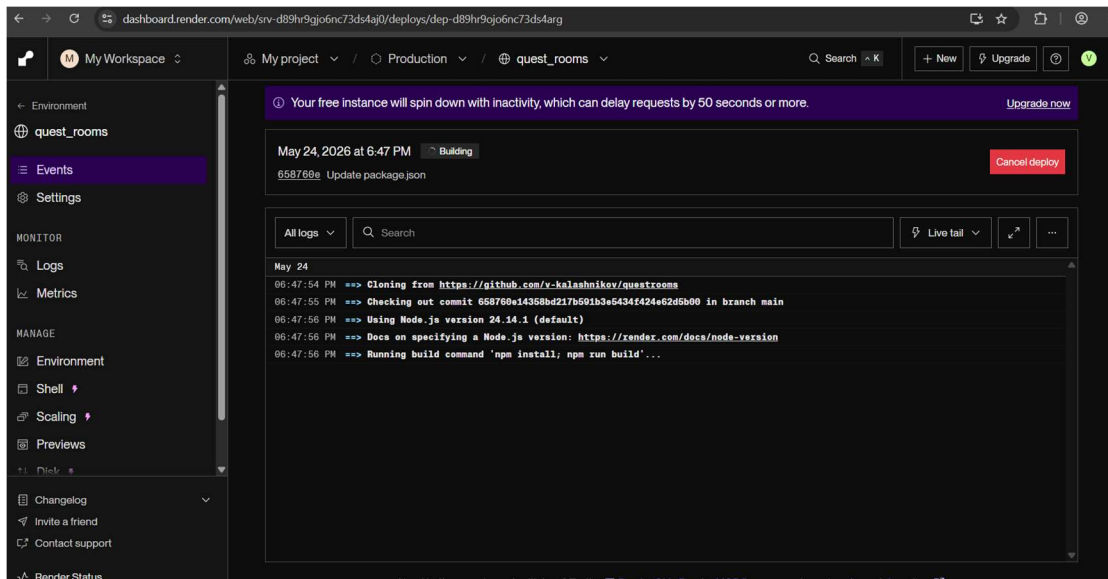 dashboard.render.com/web/srv-d89hr9gjo6nc73ds4aj0/deploys/dep-d89hr9ojo6nc73ds4arg
M My Workspace
My project / Production / quest_rooms
Search ^ K
+ New
Upgrade
V
← Environment
quest_rooms
Events
Settings
MONITOR
Logs
Metrics
MANAGE
Environment
Shell
Scaling
Previews
Disk
Changelog
Invite a friend
Contact support
Render Status
Your free instance will spin down with inactivity, which can delay requests by 50 seconds or more.
Upgrade now
May 24, 2026 at 6:47 PM Building
658760e Update package.json
Cancel deploy
All logs
Search
Live tail
May 24
06:47:54 PM ==> Cloning from https://github.com/v-kalashnikov/questrooms
06:47:55 PM ==> Checking out commit 658760e14358bd217b591b3e5434f424e62d5b00 in branch main
06:47:56 PM ==> Using Node.js version 24.14.1 (default)
06:47:56 PM ==> Docs on specifying a Node.js version: https://render.com/docs/node-version
06:47:56 PM ==> Running build command 'npm install; npm run build'...